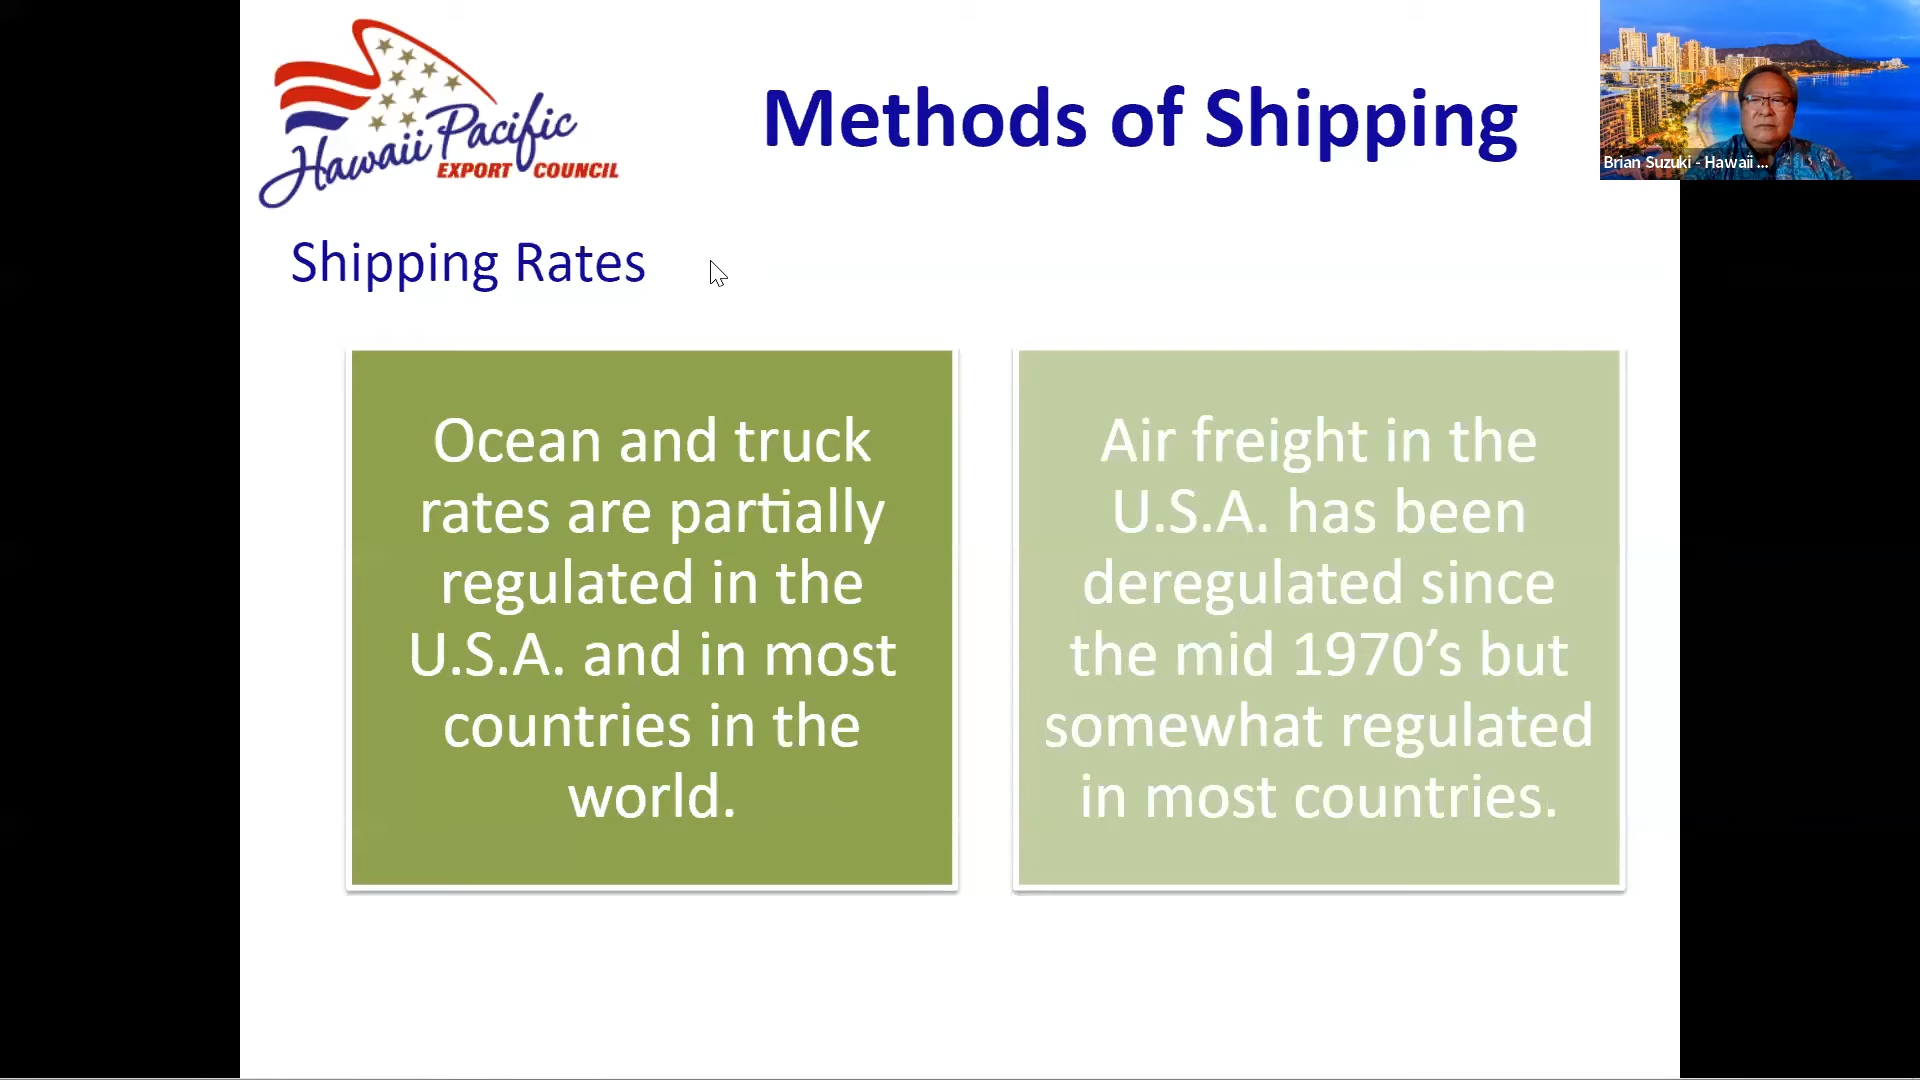 Hawaii Pacific
EXPORT COUNCIL
Methods of Shipping
Brian Suzuki - Hawaii ...
Shipping Rates
Ocean and truck
rates are partially
regulated in the
U.S.A. and in most
countries in the
world.
Air freight in the
U.S.A. has been
deregulated since
the mid 1970’s but
somewhat regulated
in most countries.